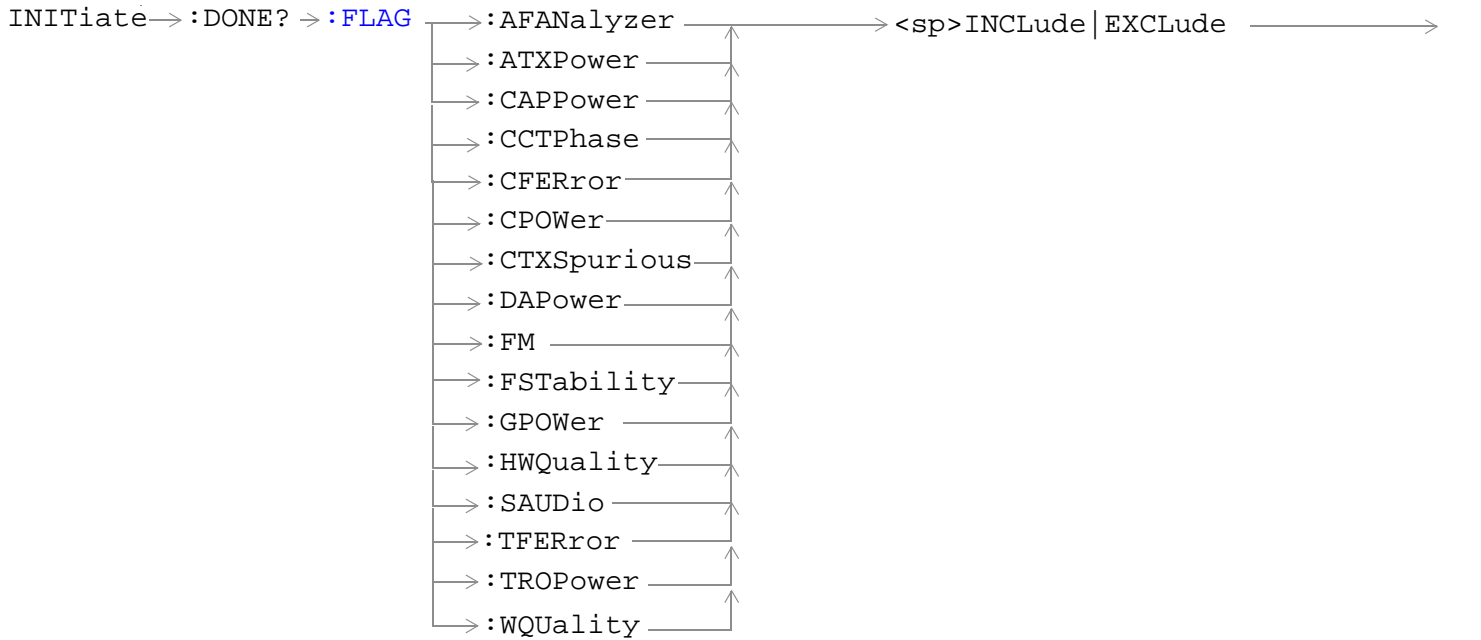 INITiate :DONE? :FLAG :AFANalyzer <sp>INCLude|EXCLude
:ATXPower
:CAPPower
:CCTPhase
:CFERror
:CPOWer
:CTXSpurious
:DAPower
:FM
:FSTability
:GPOWer
:HWQuality
:SAUDio
:TFERror
:TROPower
:WQUality